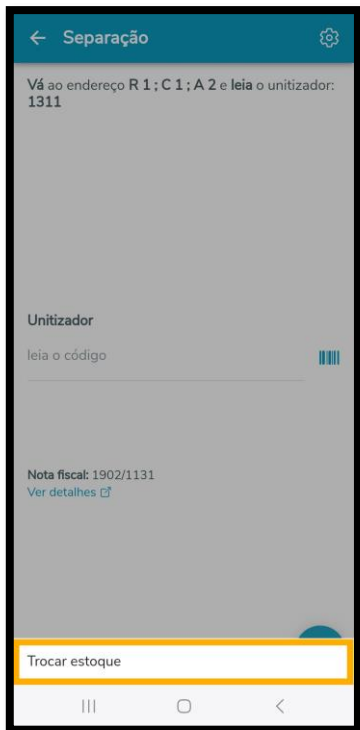 Separação
Vá ao endereço R 1 ; C 1 ; A 2 e leia o unitizador:
1311
Unitizador
leia o código
Nota fiscal: 1902/1131
Ver detalhes
Trocar estoque